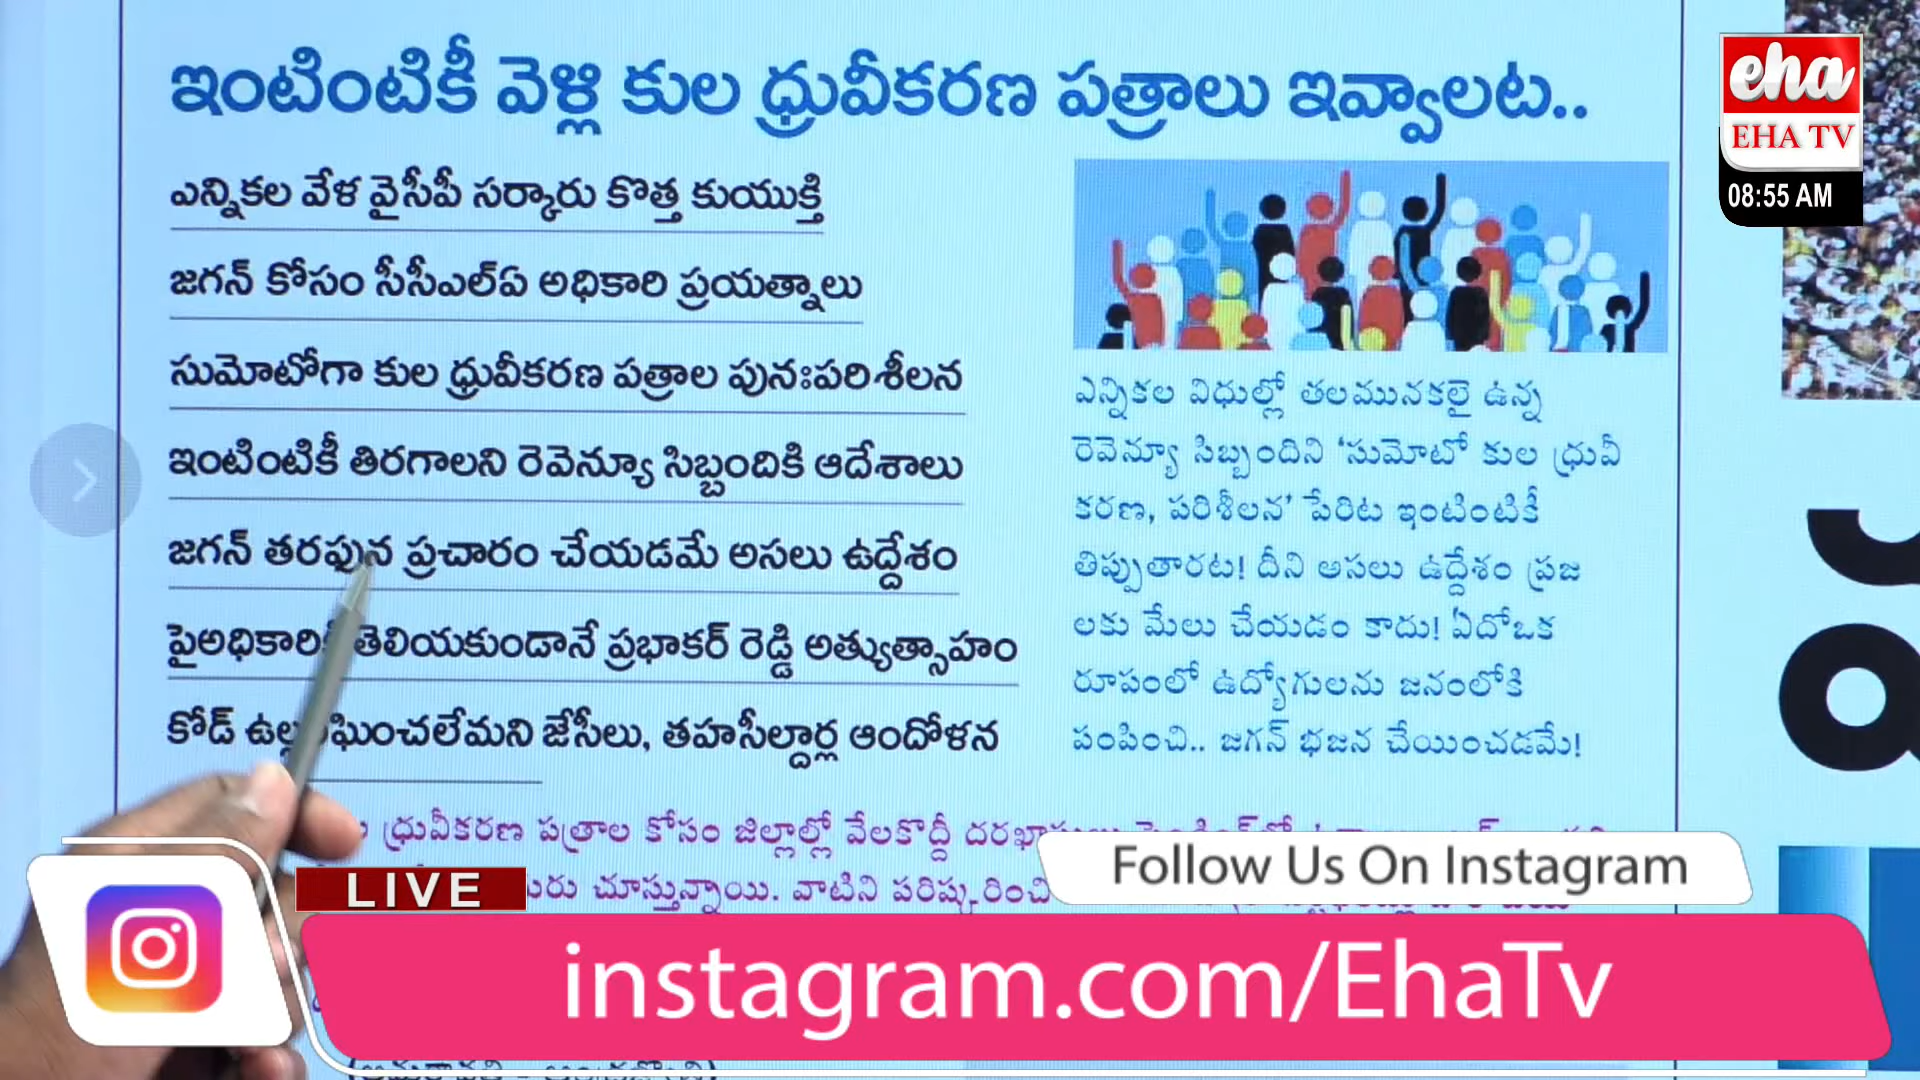 ఇంటింటికీ వెళ్లి కుల ధ్రువీకరణ పత్రాలు ఇవ్వాలట..
ఎన్నికల వేళ వైసీపీ సర్కారు కొత్త కుయుక్తి
జగన్ కోసం సీసీఎల్ఏ అధికారి ప్రయత్నాలు
సుమోటోగా కుల ధ్రువీకరణ పత్రాల పునఃపరిశీలన
ఇంటింటికీ తిరగాలని రెవెన్యూ సిబ్బందికి ఆదేశాలు
జగన్ తరఫున ప్రచారం చేయడమే అసలు ఉద్దేశం
పైఅధికారికి తెలియకుండానే ప్రభాకర్ రెడ్డి అత్యుత్సాహం
కోడ్ ఉల్లంఘించలేమని జేసీలు, తహసీల్దార్ల ఆందోళన
ఎన్నికల విధుల్లో తలమునకలై ఉన్న
రెవెన్యూ సిబ్బందిని ‘సుమోటో కుల ధ్రువీ
కరణ, పరిశీలన’ పేరిట ఇంటింటికీ
తిప్పుతారట! దీని అసలు ఉద్దేశం ప్రజ
లకు మేలు చేయడం కాదు! ఏదోఒక
రూపంలో ఉద్యోగులను జనంలోకి
పంపించి.. జగన్ భజన చేయించడమే!
ధ్రువీకరణ పత్రాల కోసం జిల్లాల్లో వేలకొద్దీ
చూస్తున్నాయి. వాటిని
eha
EHA TV
08:55 AM
LIVE
Follow Us On Instagram
instagram.com/EhaTv